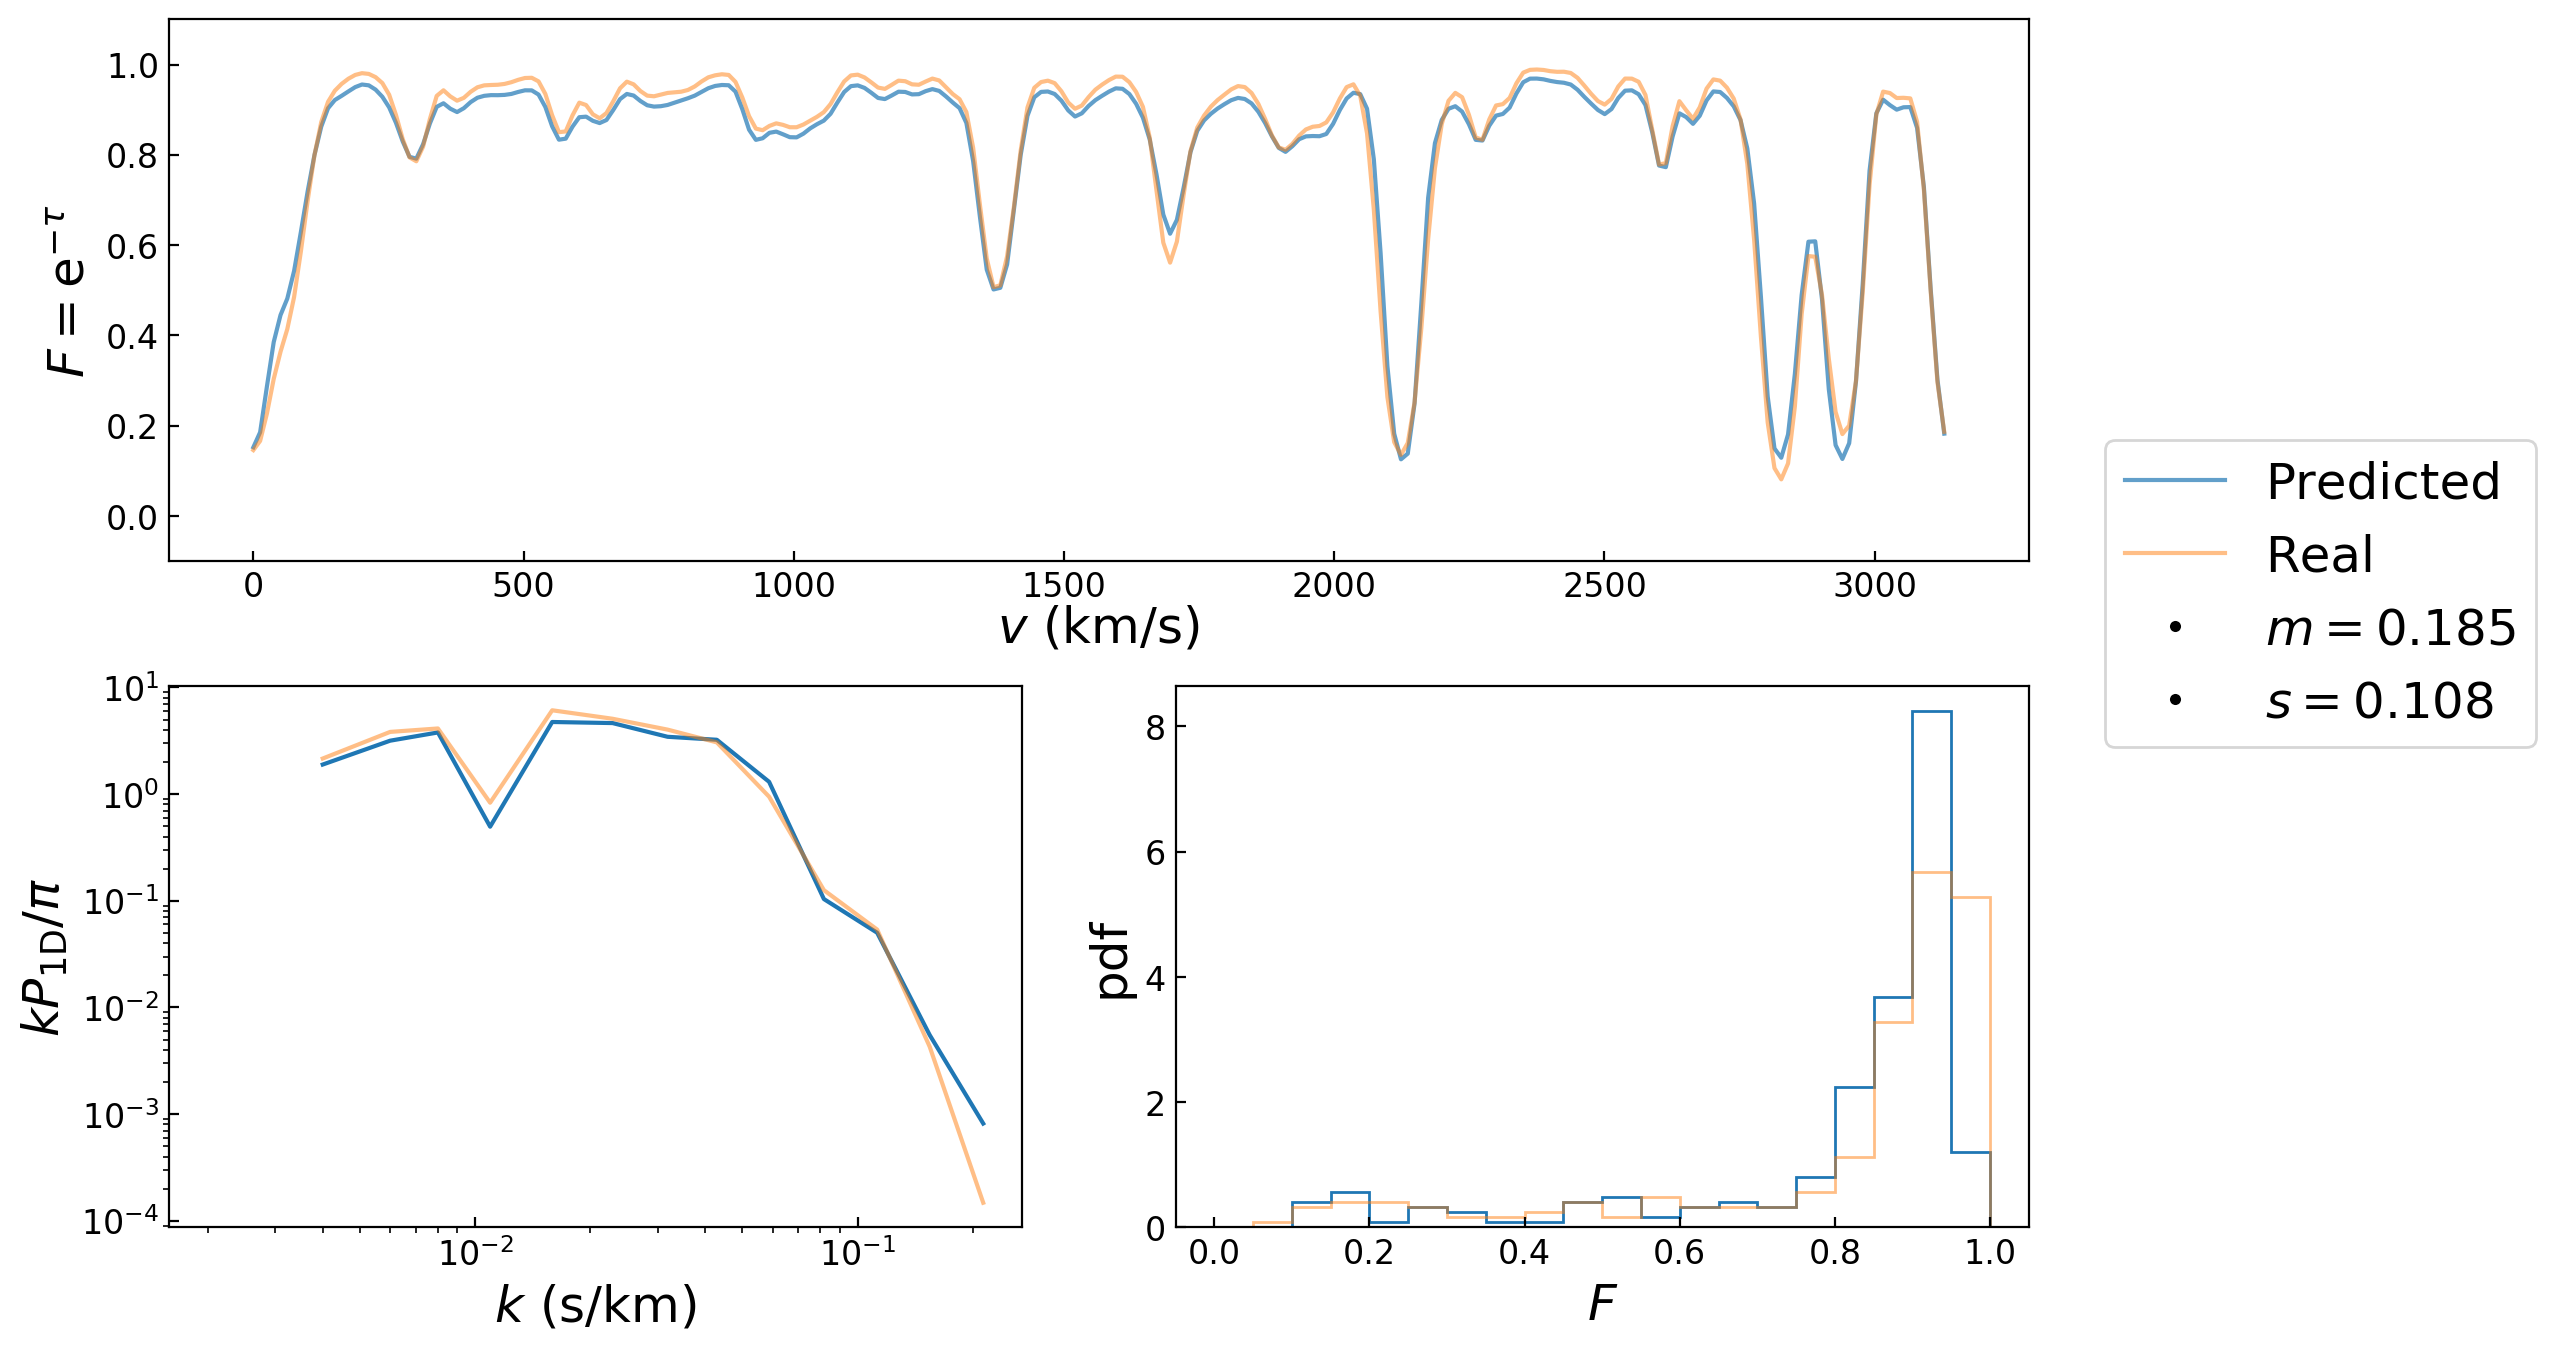 1.0
0.8
0.6
0.4
0.2
0.0
F = e^{−τ}
0 500 1000 1500 2000 2500 3000
v (km/s)
Predicted
Real
m = 0.185
s = 0.108
10^1
10^0
10^{−1}
10^{−2}
10^{−3}
10^{−4}
kP_{1D}/π
10^{−2} 10^{−1}
k (s/km)
8
6
4
2
0
pdf
0.0 0.2 0.4 0.6 0.8 1.0
F